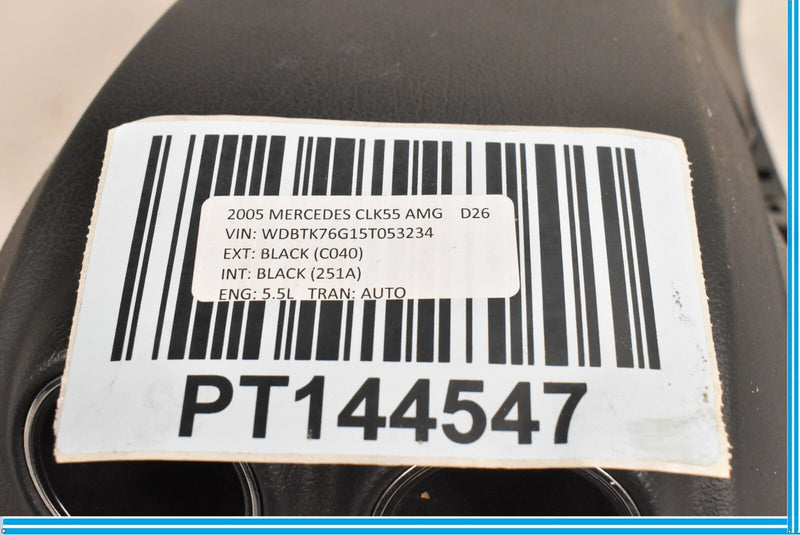 2005 MERCEDES CLK55 AMG D26
VIN: WDBTK76G15T053234
EXT: BLACK (C040)
INT: BLACK (251A)
ENG: 5.5L TRAN: AUTO
PT144547